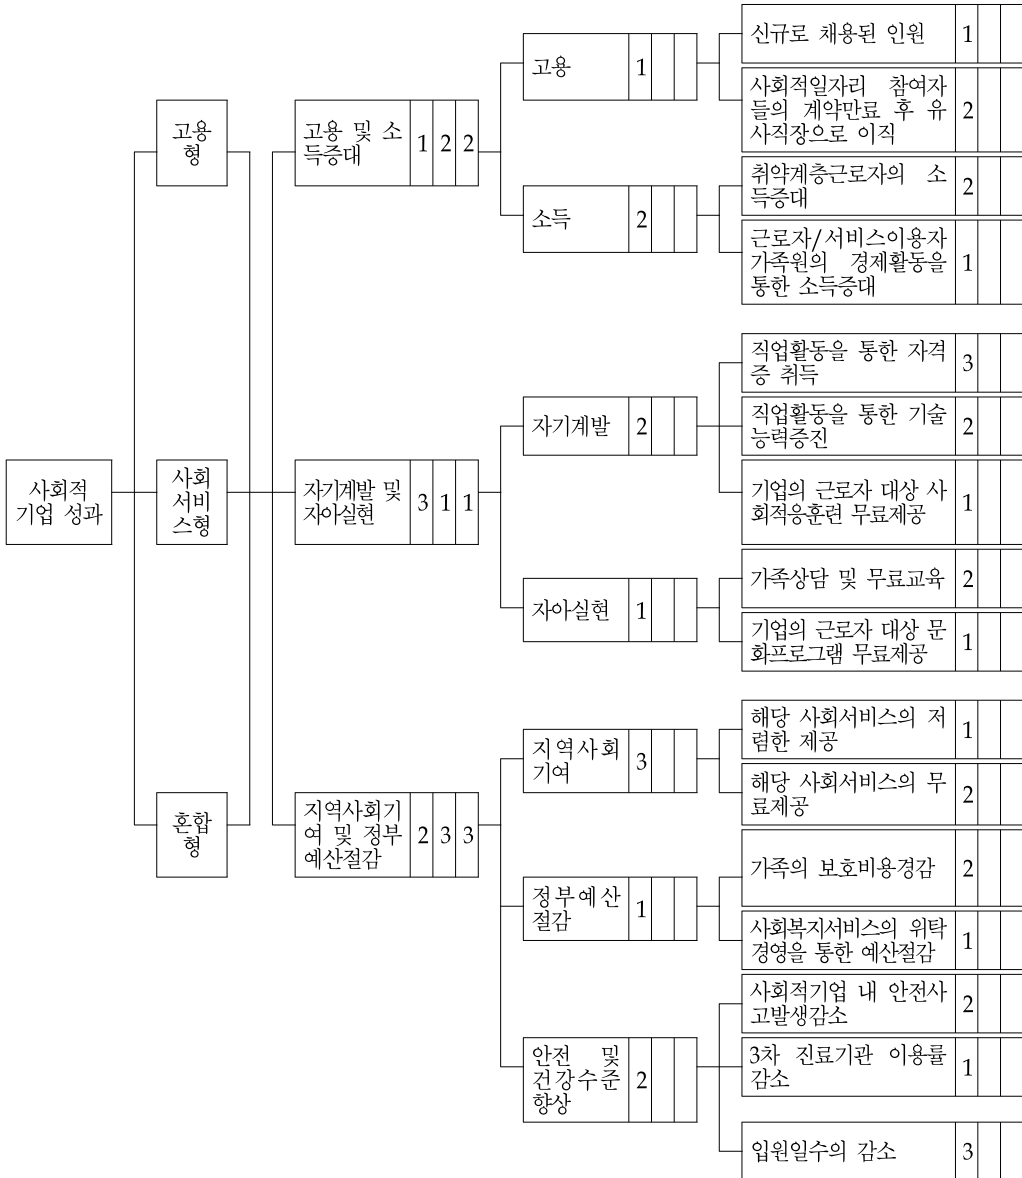 신규로 채용된 인원 1
고용 1
사회적일자리 참여자
들의 계약만료 후 유
사직장으로 이직 2
고용
형
고용 및 소
득증대 1 2 2
취약계층근로자의 소
득증대 2
소득 2
근로자/서비스이용자
가족원의 경제활동을
통한 소득증대 1
직업활동을 통한 자격
증 취득 3
자기계발 2
직업활동을 통한 기술
능력증진 2
사회적
기업 성과
사회
서비
스형
자기계발 및
자아실현 3 1 1
기업의 근로자 대상 사
회적응훈련 무료제공 1
가족상담 및 무료교육 2
자아실현 1
기업의 근로자 대상 문
화프로그램 무료제공 1
해당 사회서비스의 저
렴한 제공 1
지역사회
기여 3
해당 사회서비스의 무
료제공 2
혼합
형
지역사회기
여 및 정부
예산절감 2 3 3
가족의 보호비용경감 2
정부예산
절감 1
사회복지서비스의 위탁
경영을 통한 예산절감 1
사회적기업 내 안전사
고발생감소 2
안전 및
건강수준
향상 2
3차 진료기관 이용률
감소 1
입원일수의 감소 3